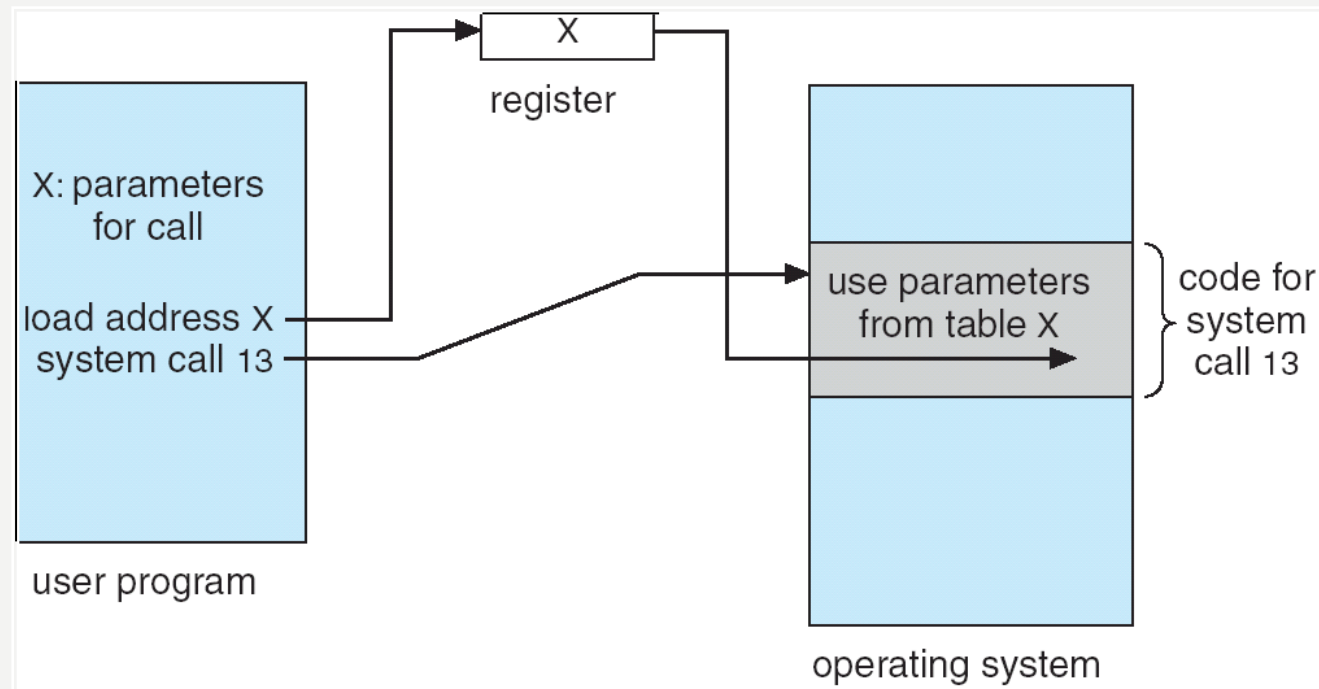 X
register
X: parameters
for call
load address X
system call 13
user program
use parameters
from table X
code for
system
call 13
operating system